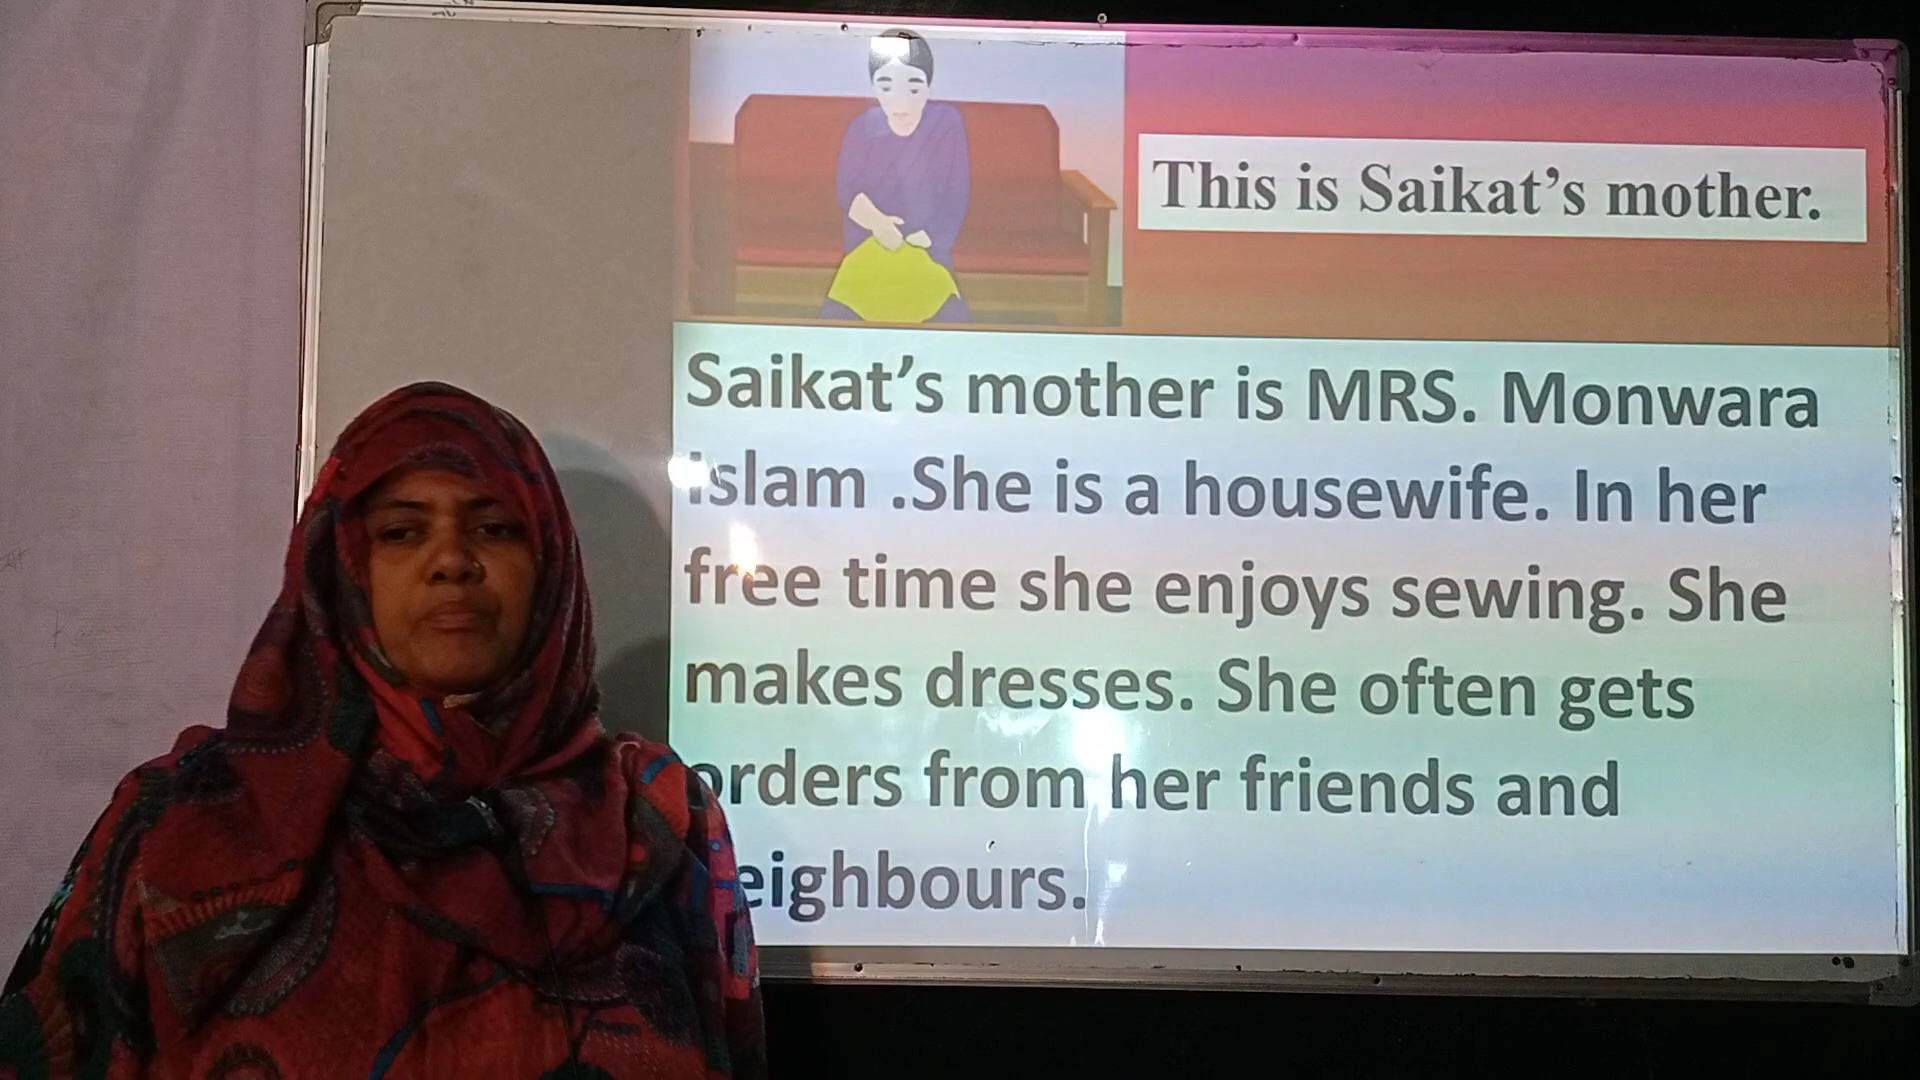 This is Saikat’s mother.
Saikat’s mother is MRS. Monwara
islam .She is a housewife. In her
free time she enjoys sewing. She
makes dresses. She often gets
orders from her friends and
eighbours.